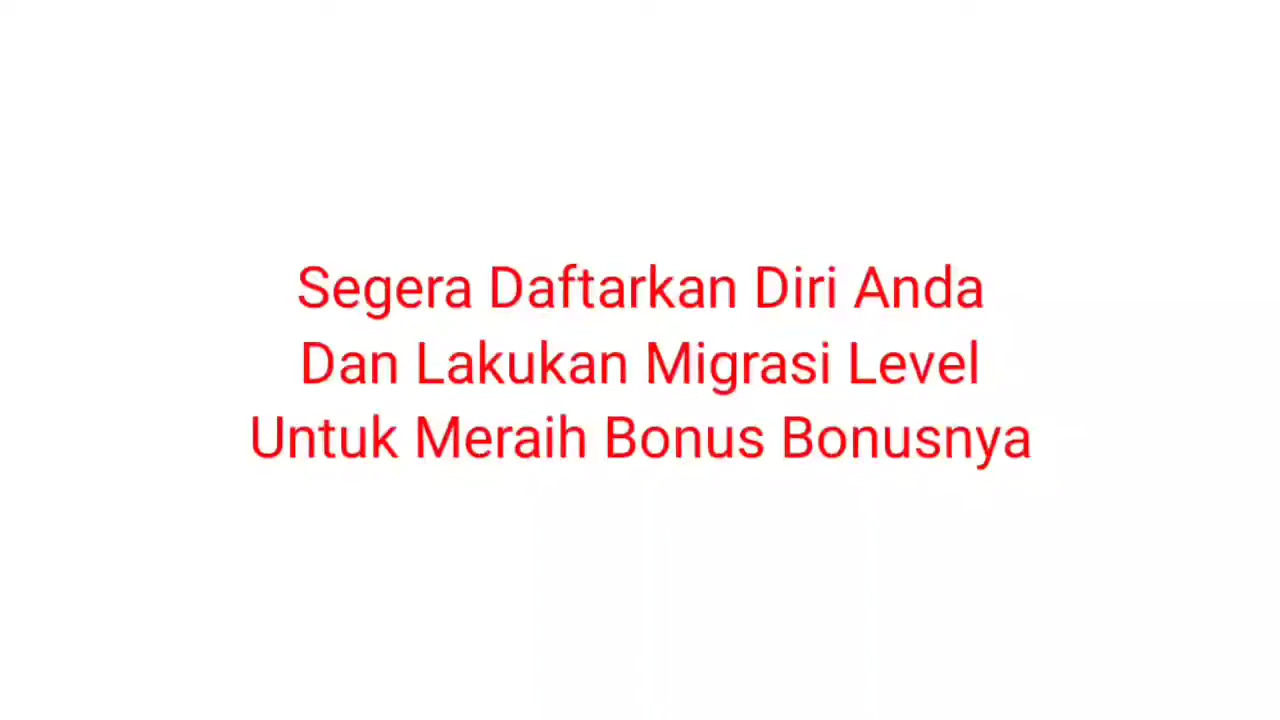 Segera Daftarkan Diri Anda
Dan Lakukan Migrasi Level
Untuk Meraih Bonus Bonusnya